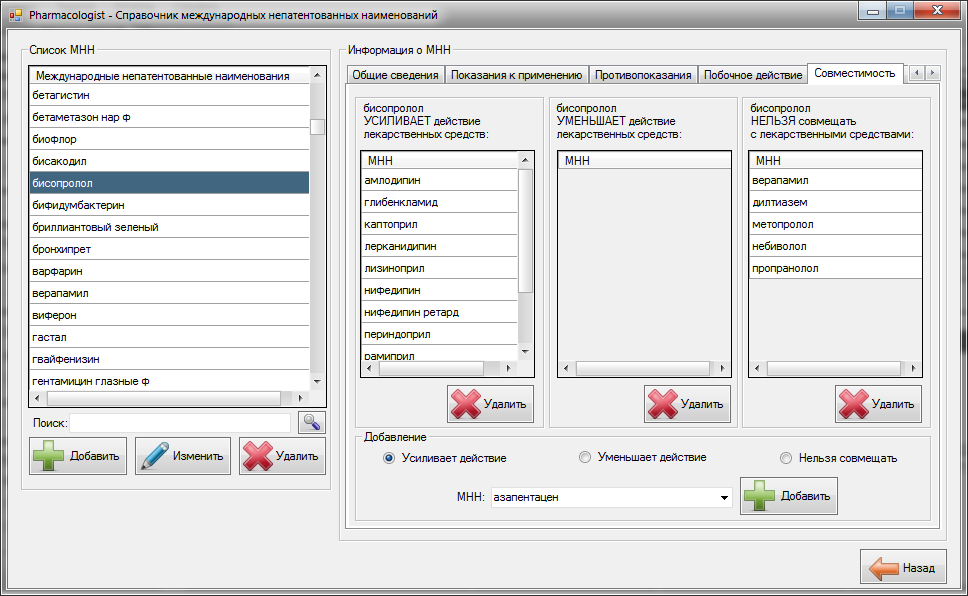 Pharmacologist - Справочник международных непатентованных наименований
Список МНН
Международные непатентованные наименования
бетагистин
бетаметазон нар ф
биофлор
бисакодил
бисопролол
бифидумбактерин
бриллиантовый зеленый
бронхипрет
варфарин
верапамил
виферон
гастал
гвайфенизин
гентамицин глазные ф
Поиск:
Добавить
Изменить
Удалить
Информация о МНН
Общие сведения
Показания к применению
Противопоказания
Побочное действие
Совместимость
бисопролол
УСИЛИВАЕТ действие
лекарственных средств:
МНН
амлодипин
глибенкламид
каптоприл
лерканидипин
лизиноприл
нифедипин
нифедипин ретард
периндоприл
рамиприл
Удалить
бисопролол
УМЕНЬШАЕТ действие
лекарственных средств:
МНН
Удалить
бисопролол
НЕЛЬЗЯ совмещать
с лекарственными средствами:
МНН
верапамил
дилтиазем
метопролол
небиволол
пропранолол
Удалить
Добавление
Усиливает действие
Уменьшает действие
Нельзя совмещать
МНН: азапентацен
Добавить
Назад